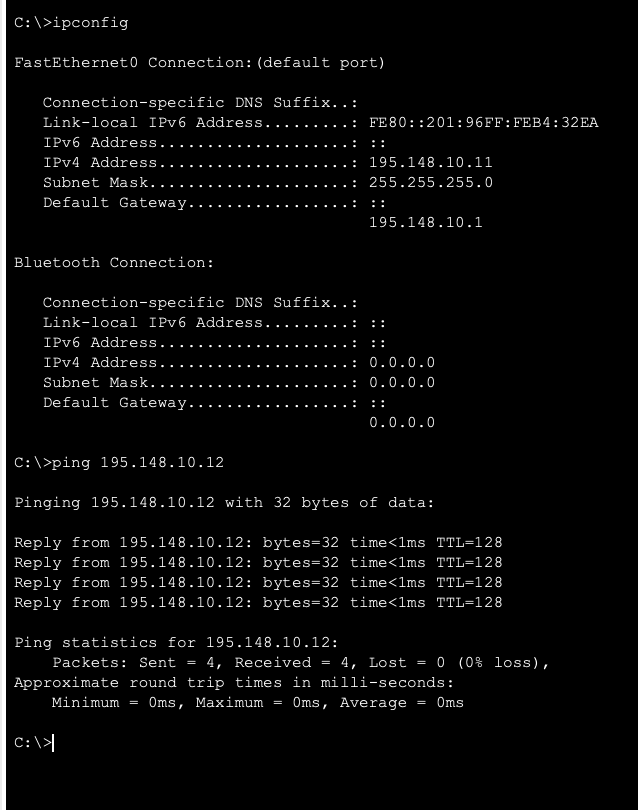 C:\>ipconfig
FastEthernet0 Connection:(default port)
Connection-specific DNS Suffix..:
Link-local IPv6 Address.........: FE80::201:96FF:FEB4:32EA
IPv6 Address....................: ::
IPv4 Address....................: 195.148.10.11
Subnet Mask.....................: 255.255.255.0
Default Gateway.................: ::
195.148.10.1
Bluetooth Connection:
Connection-specific DNS Suffix..:
Link-local IPv6 Address.........: ::
IPv6 Address....................: ::
IPv4 Address....................: 0.0.0.0
Subnet Mask.....................: 0.0.0.0
Default Gateway.................: ::
0.0.0.0
C:\>ping 195.148.10.12
Pinging 195.148.10.12 with 32 bytes of data:
Reply from 195.148.10.12: bytes=32 time<1ms TTL=128
Reply from 195.148.10.12: bytes=32 time<1ms TTL=128
Reply from 195.148.10.12: bytes=32 time<1ms TTL=128
Reply from 195.148.10.12: bytes=32 time<1ms TTL=128
Ping statistics for 195.148.10.12:
Packets: Sent = 4, Received = 4, Lost = 0 (0% loss),
Approximate round trip times in milli-seconds:
Minimum = 0ms, Maximum = 0ms, Average = 0ms
C:\>